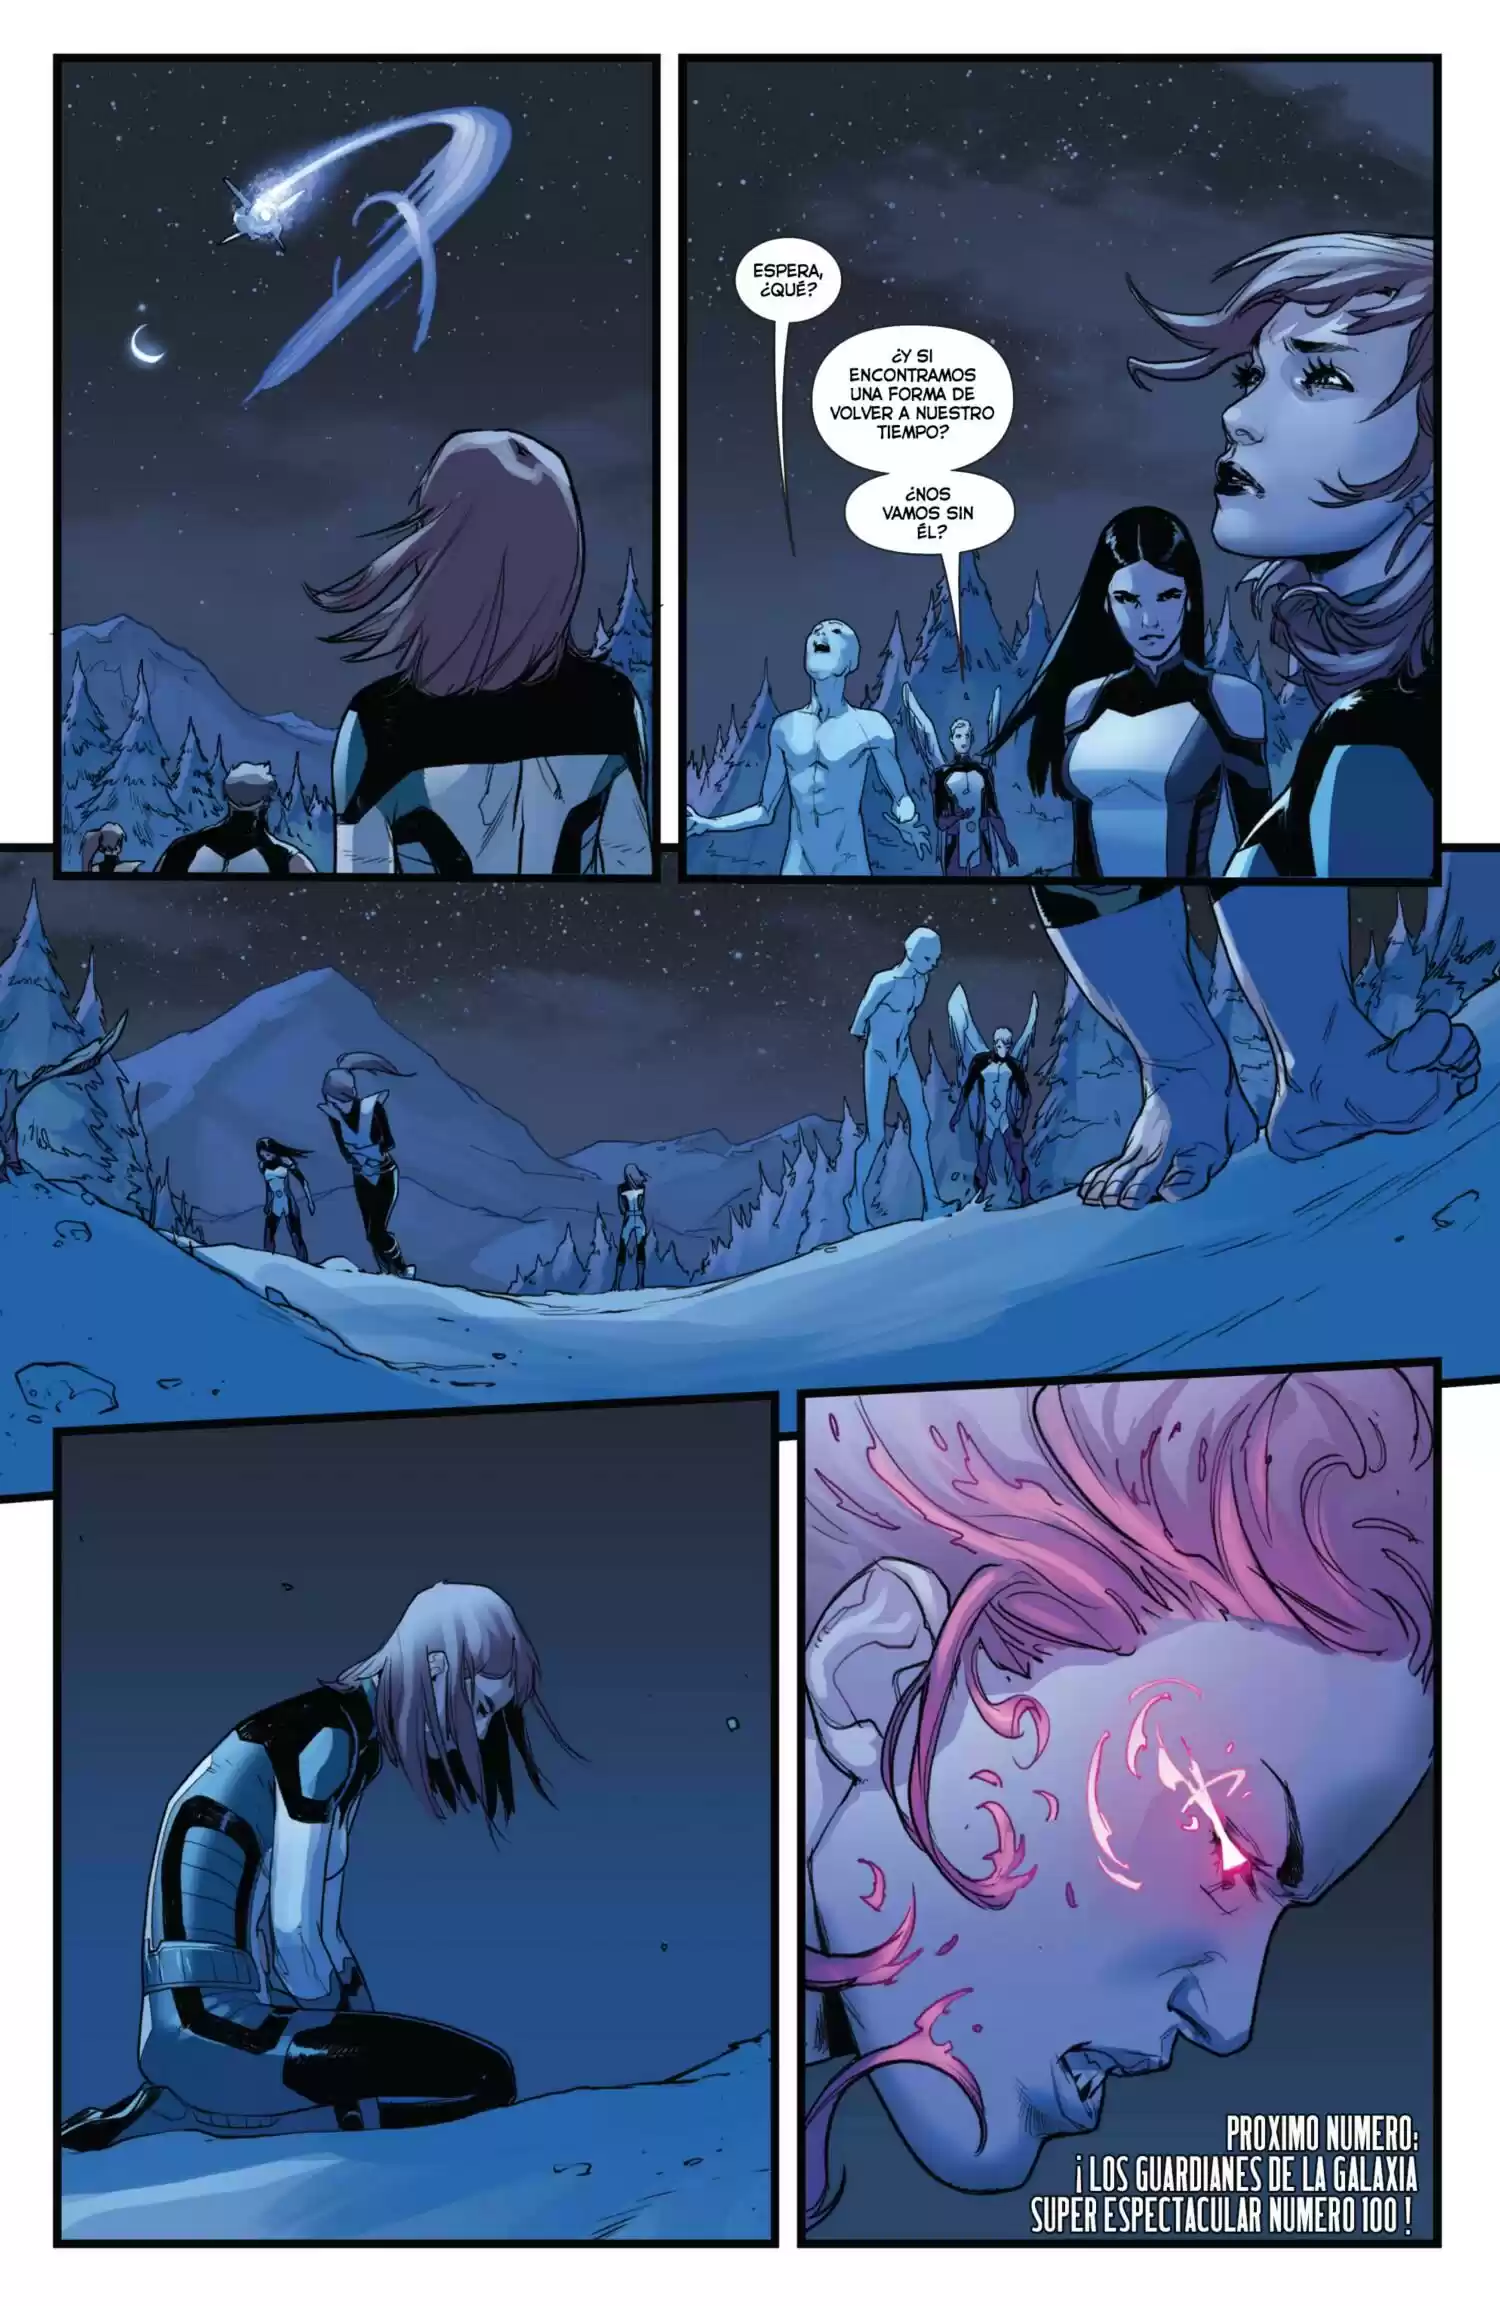 ESPERA,
¿QUÉ?
¿Y SI
ENCONTRAMOS
UNA FORMA DE
VOLVER A NUESTRO
TIEMPO?
¿NOS
VAMOS SIN
ÉL?
PROXIMO NUMERO:
¡LOS GUARDIANES DE LA GALAXIA
SUPER ESPECTACULAR NUMERO 100 !